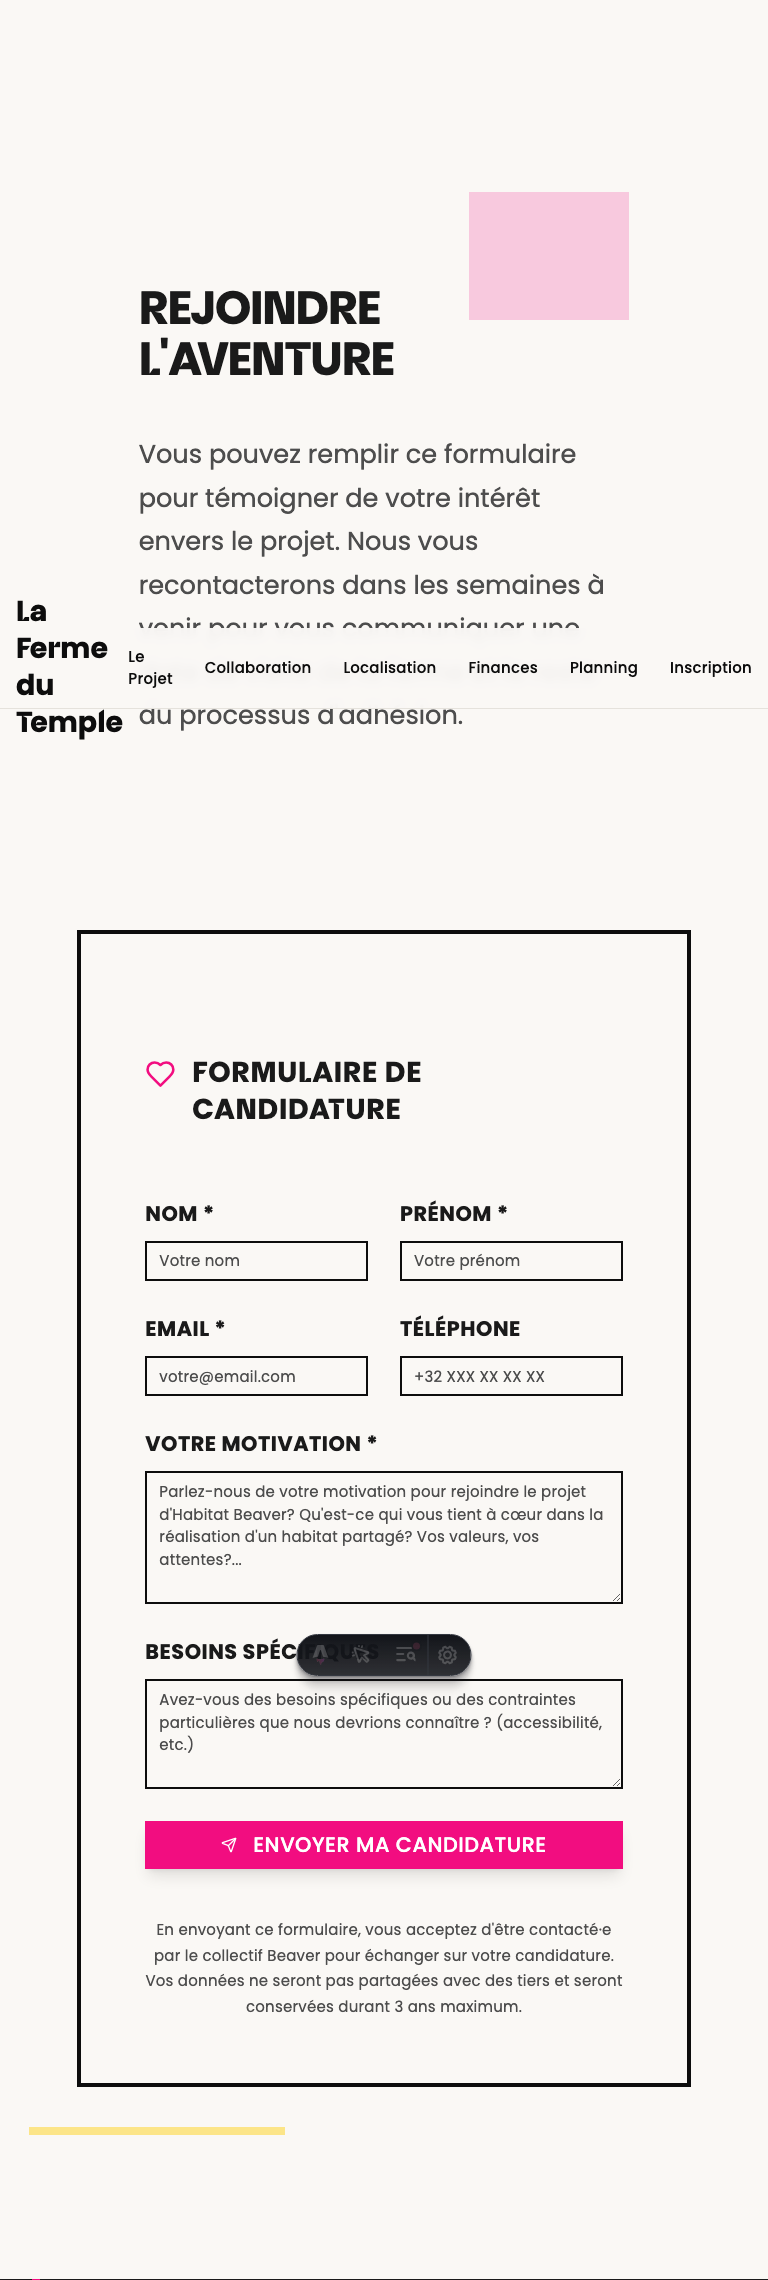 REJOINDRE
L'AVENTURE
Vous pouvez remplir ce formulaire
pour témoigner de votre intérêt
envers le projet. Nous vous
recontacterons dans les semaines à
venir pour vous communiquer une
du processus d'adhésion.
La
Ferme
du
Temple
Le
Projet
Collaboration
Localisation
Finances
Planning
Inscription
FORMULAIRE DE
CANDIDATURE
NOM *
PRÉNOM *
Votre nom
Votre prénom
EMAIL *
TÉLÉPHONE
votre@email.com
+32 XXX XX XX XX
VOTRE MOTIVATION *
Parlez-nous de votre motivation pour rejoindre le projet
d'Habitat Beaver? Qu'est-ce qui vous tient à cœur dans la
réalisation d'un habitat partagé? Vos valeurs, vos
attentes?...
BESOINS SPÉCIFIQUES
Avez-vous des besoins spécifiques ou des contraintes
particulières que nous devrions connaître ? (accessibilité,
etc.)
ENVOYER MA CANDIDATURE
En envoyant ce formulaire, vous acceptez d'être contacté·e
par le collectif Beaver pour échanger sur votre candidature.
Vos données ne seront pas partagées avec des tiers et seront
conservées durant 3 ans maximum.